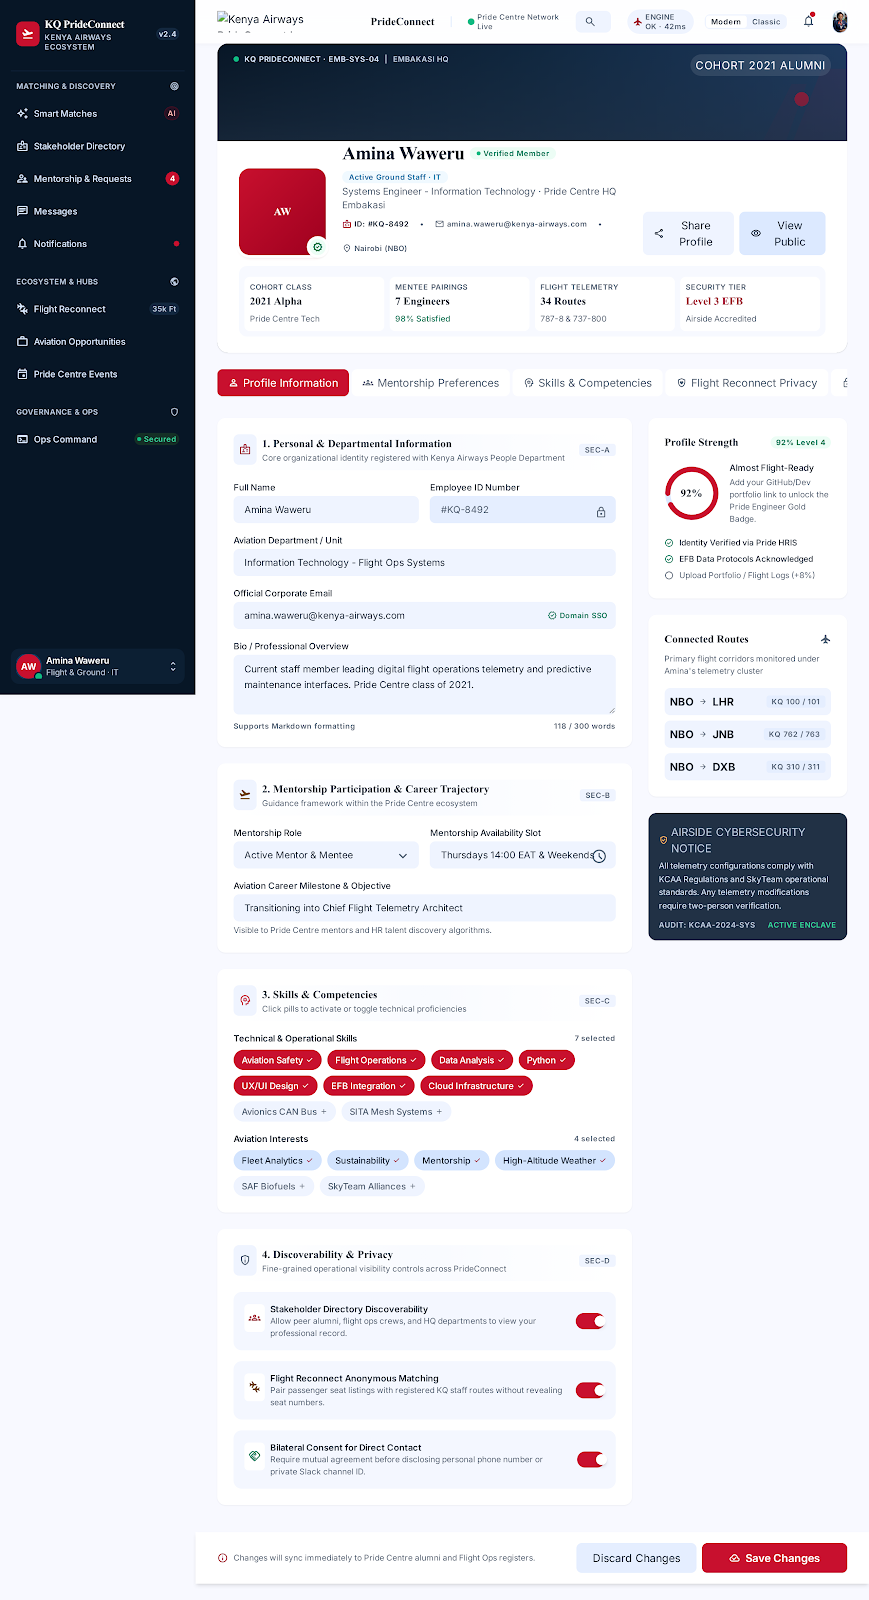 KQ PrideConnect
KENYA AIRWAYS
ECOSYSTEM
v2.4
MATCHING & DISCOVERY
Smart Matches
AI
Stakeholder Directory
Mentorship & Requests
4
Messages
Notifications
ECOSYSTEM & HUBS
Flight Reconnect
35k Ft
Aviation Opportunities
Pride Centre Events
GOVERNANCE & OPS
Ops Command
Secured
AW
Amina Waweru
Flight & Ground · IT
Kenya Airways
PrideConnect
Pride Centre Network
Live
ENGINE
OK · 42ms
Modern
Classic
KQ PRIDECONNECT · EMB-SYS-04 | EMBAKASI HQ
COHORT 2021 ALUMNI
AW
Amina Waweru
Verified Member
Active Ground Staff · IT
Systems Engineer - Information Technology · Pride Centre HQ
Embakasi
ID: #KQ-8492 • amina.waweru@kenya-airways.com •
Nairobi (NBO)
Share
Profile
View
Public
COHORT CLASS
2021 Alpha
Pride Centre Tech
MENTEE PAIRINGS
7 Engineers
98% Satisfied
FLIGHT TELEMETRY
34 Routes
787-8 & 737-800
SECURITY TIER
Level 3 EFB
Airside Accredited
Profile Information
Mentorship Preferences
Skills & Competencies
Flight Reconnect Privacy
1. Personal & Departmental Information
Core organizational identity registered with Kenya Airways People Department
SEC-A
Full Name
Amina Waweru
Employee ID Number
#KQ-8492
Aviation Department / Unit
Information Technology - Flight Ops Systems
Official Corporate Email
amina.waweru@kenya-airways.com
Domain SSO
Bio / Professional Overview
Current staff member leading digital flight operations telemetry and predictive
maintenance interfaces. Pride Centre class of 2021.
Supports Markdown formatting
118 / 300 words
2. Mentorship Participation & Career Trajectory
Guidance framework within the Pride Centre ecosystem
SEC-B
Mentorship Role
Active Mentor & Mentee
Mentorship Availability Slot
Thursdays 14:00 EAT & Weekends
Aviation Career Milestone & Objective
Transitioning into Chief Flight Telemetry Architect
Visible to Pride Centre mentors and HR talent discovery algorithms.
3. Skills & Competencies
Click pills to activate or toggle technical proficiencies
SEC-C
Technical & Operational Skills
7 selected
Aviation Safety ✓
Flight Operations ✓
Data Analysis ✓
Python ✓
UX/UI Design ✓
EFB Integration ✓
Cloud Infrastructure ✓
Avionics CAN Bus +
SITA Mesh Systems +
Aviation Interests
4 selected
Fleet Analytics ✓
Sustainability ✓
Mentorship ✓
High-Altitude Weather ✓
SAF Biofuels +
SkyTeam Alliances +
4. Discoverability & Privacy
Fine-grained operational visibility controls across PrideConnect
SEC-D
Stakeholder Directory Discoverability
Allow peer alumni, flight ops crews, and HQ departments to view your
professional record.
Flight Reconnect Anonymous Matching
Pair passenger seat listings with registered KQ staff routes without revealing
seat numbers.
Bilateral Consent for Direct Contact
Require mutual agreement before disclosing personal phone number or
private Slack channel ID.
Profile Strength
92% Level 4
92%
Almost Flight-Ready
Add your GitHub/Dev
portfolio link to unlock the
Pride Engineer Gold
Badge.
Identity Verified via Pride HRIS
EFB Data Protocols Acknowledged
Upload Portfolio / Flight Logs (+8%)
Connected Routes
Primary flight corridors monitored under
Amina's telemetry cluster
NBO → LHR
KQ 100 / 101
NBO → JNB
KQ 762 / 763
NBO → DXB
KQ 310 / 311
AIRSIDE CYBERSECURITY
NOTICE
All telemetry configurations comply with
KCAA Regulations and SkyTeam operational
standards. Any telemetry modifications
require two-person verification.
AUDIT: KCAA-2024-SYS
ACTIVE ENCLAVE
Changes will sync immediately to Pride Centre alumni and Flight Ops registers.
Discard Changes
Save Changes